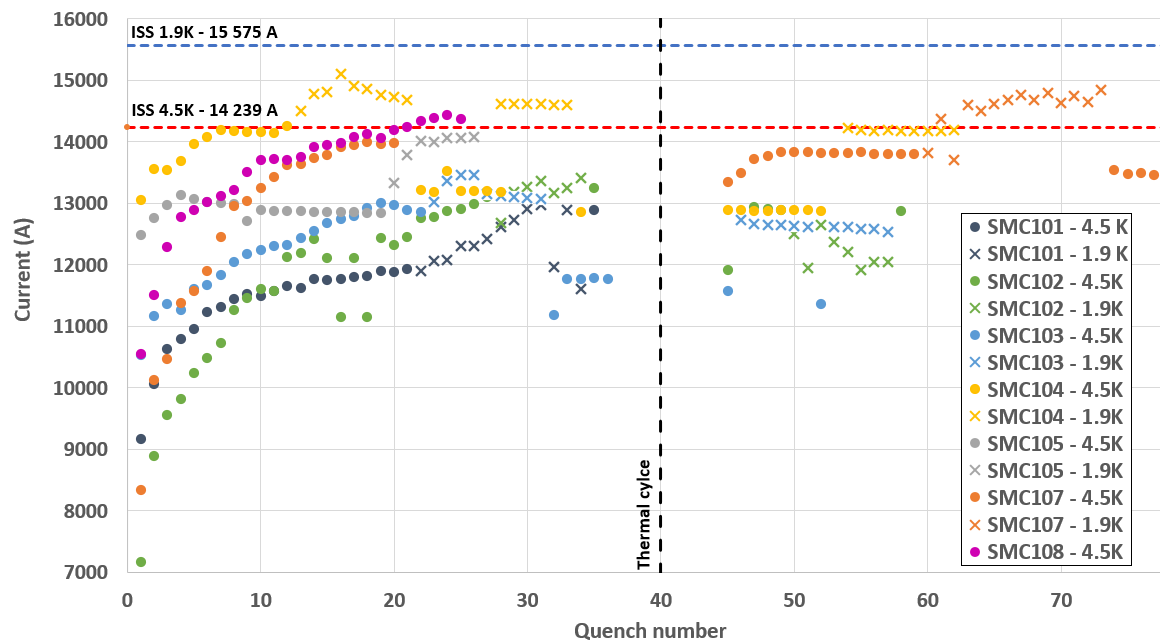 16000
ISS 1.9K - 15 575 A
15000
ISS 4.5K - 14 239 A
14000
13000
12000
11000
10000
9000
8000
7000
Current (A)
Thermal cylce
SMC101 - 4.5 K
SMC101 - 1.9 K
SMC102 - 4.5K
SMC102 - 1.9K
SMC103 - 4.5K
SMC103 - 1.9K
SMC104 - 4.5K
SMC104 - 1.9K
SMC105 - 4.5K
SMC105 - 1.9K
SMC107 - 4.5K
SMC107 - 1.9K
SMC108 - 4.5K
0 10 20 30 40 50 60 70
Quench number